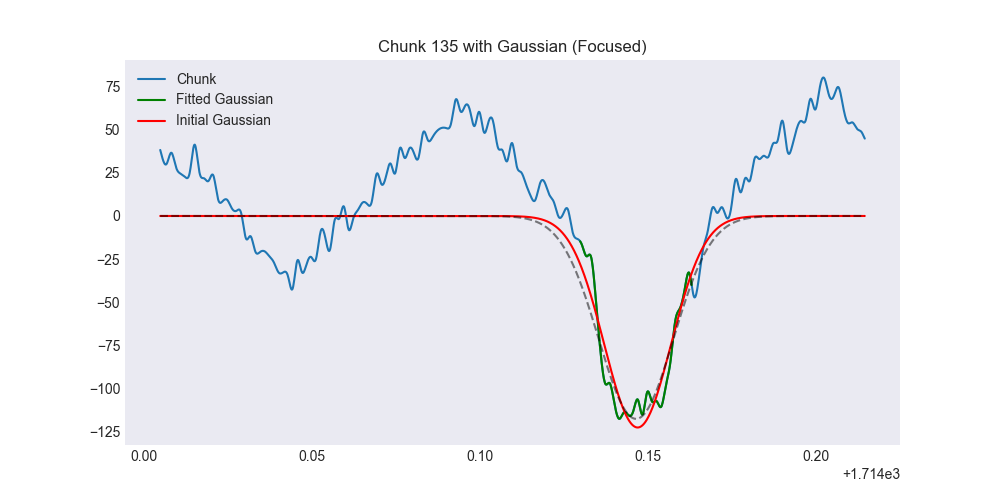 Chunk 135 with Gaussian (Focused)
Chunk
Fitted Gaussian
Initial Gaussian
75
50
25
0
−25
−50
−75
−100
−125
0.00 0.05 0.10 0.15 0.20
+1.714e3